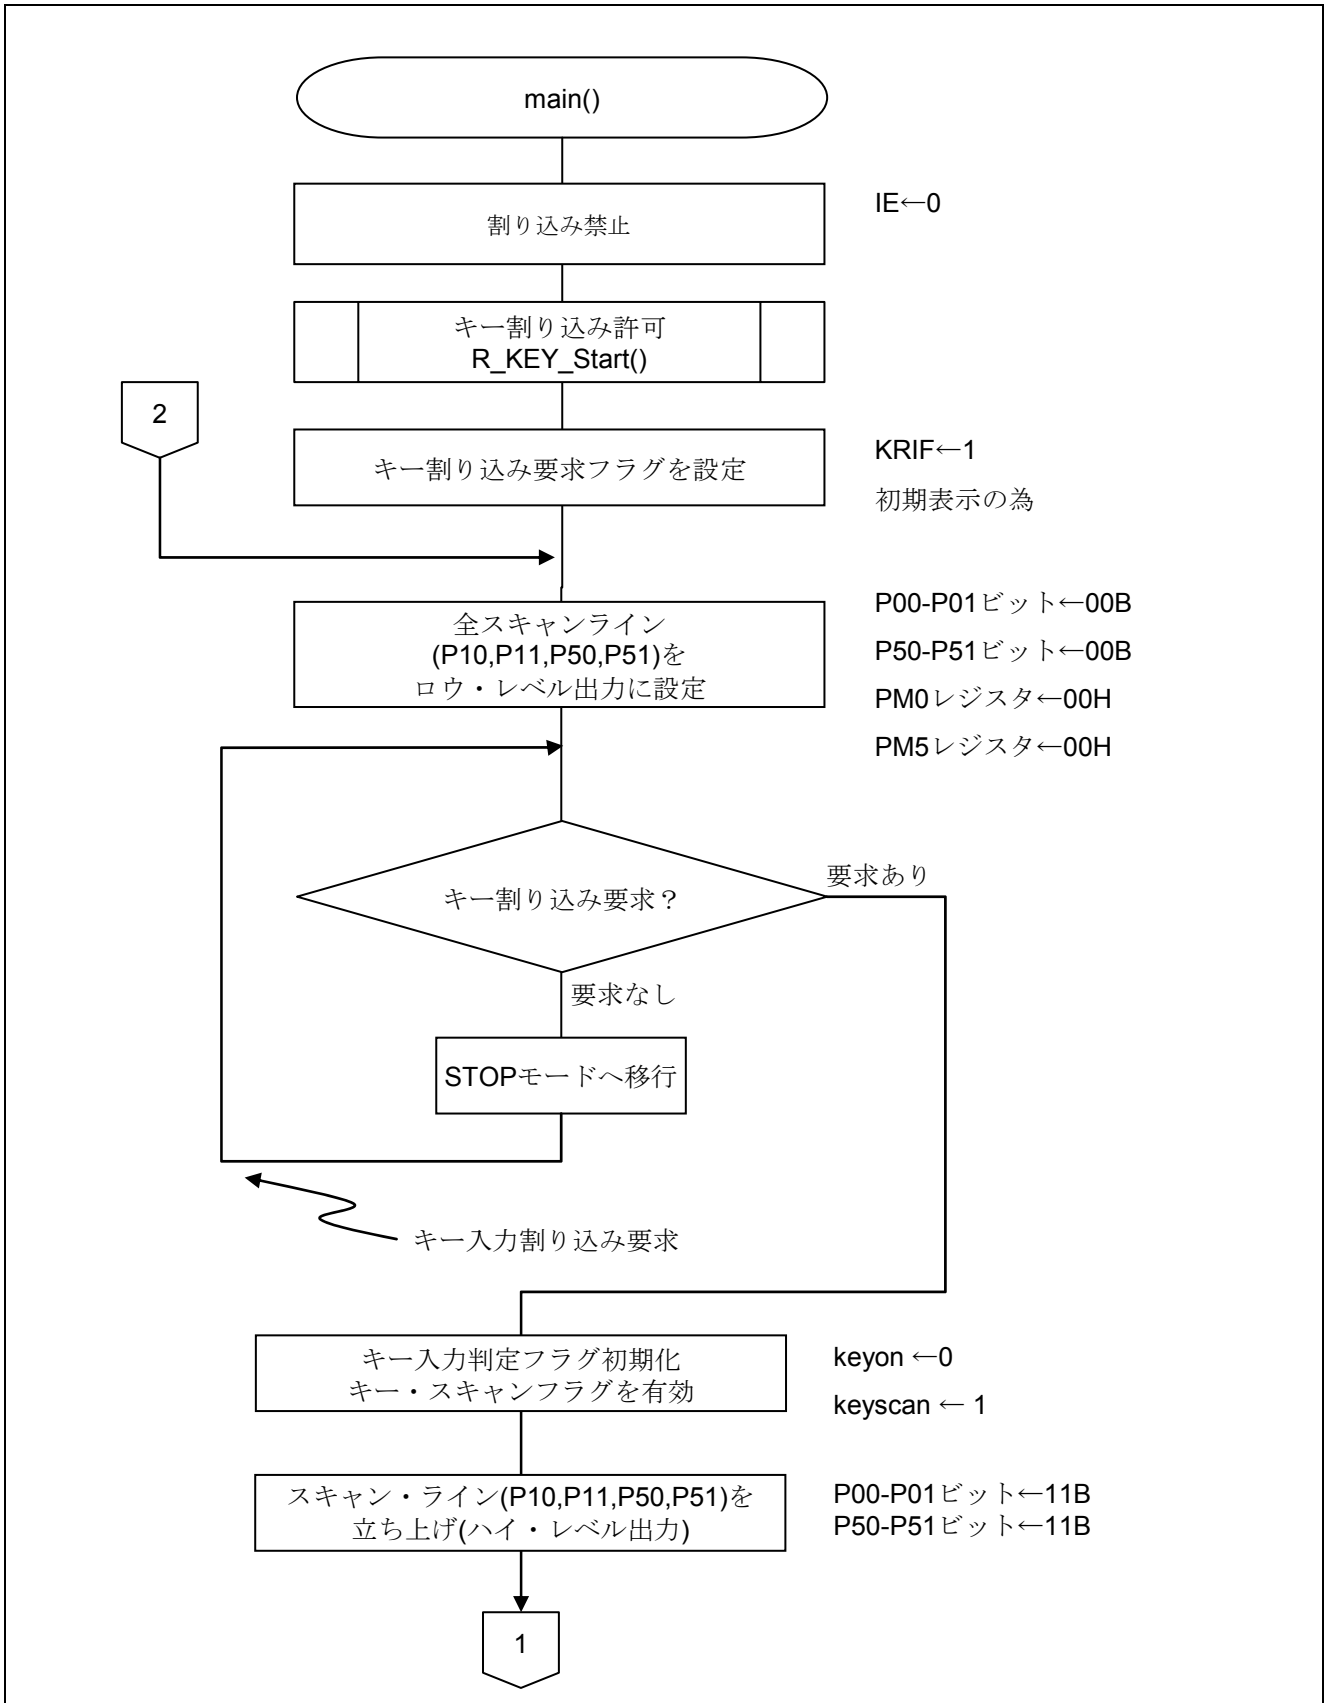 main()
割り込み禁止
IE←0
キー割り込み許可
R_KEY_Start()
2
キー割り込み要求フラグを設定
KRIF←1
初期表示の為
全スキャンライン
(P10,P11,P50,P51)を
ロウ・レベル出力に設定
P00-P01ビット←00B
P50-P51ビット←00B
PM0レジスタ←00H
PM5レジスタ←00H
キー割り込み要求？
要求あり
要求なし
STOPモードへ移行
キー入力割り込み要求
キー入力判定フラグ初期化
キー・スキャンフラグを有効
keyon ←0
keyscan ← 1
スキャン・ライン(P10,P11,P50,P51)を
立ち上げ(ハイ・レベル出力)
P00-P01ビット←11B
P50-P51ビット←11B
1